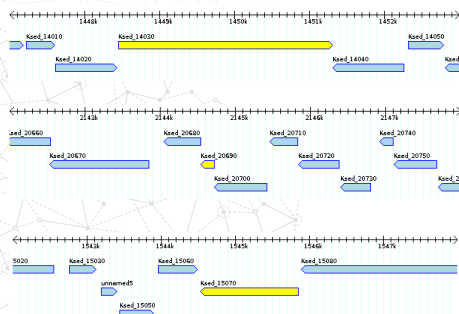 1448k 1449k 1450k 1451k 1452k
Ksed_14010 Ksed_14030 Ksed_14050
Ksed_14020 Ksed_14040
2143k 2144k 2145k 2146k 2147k
Ksed_20660 Ksed_20680 Ksed_20710 Ksed_20740
Ksed_20670 Ksed_20690 Ksed_20720 Ksed_20750
Ksed_20700 Ksed_20730 Ksed_2
1543k 1544k 1545k 1546k 1547k
5020 Ksed_15030 Ksed_15060 Ksed_15080
unnamed5 Ksed_15070
Ksed_15050